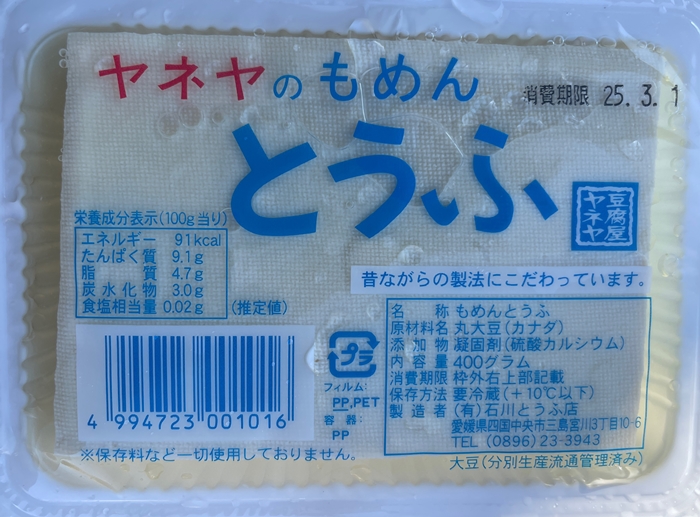 ヤネヤのもめん
消費期限 25.3.1
とうふ
豆腐屋
ヤネヤ
栄養成分表示(100g当り)
エネルギー 91kcal
たんぱく質 9.1g
脂質 4.7g
炭水化物 3.0g
食塩相当量 0.02g (推定値)
昔ながらの製法にこだわっています。
名称 もめんとうふ
原材料名 丸大豆(カナダ)
添加物 凝固剤(硫酸カルシウム)
内容量 400グラム
消費期限 枠外右上部記載
保存方法 要冷蔵(+10℃以下)
製造者 (有)石川とうふ店
愛媛県四国中央市三島宮川3丁目10-6
TEL (0896)23-3943
大豆(分別生産流通管理済み)
プラ
フィルム:
PP,PET
容器:
PP
4 994723 001016
※保存料など一切使用しておりません。